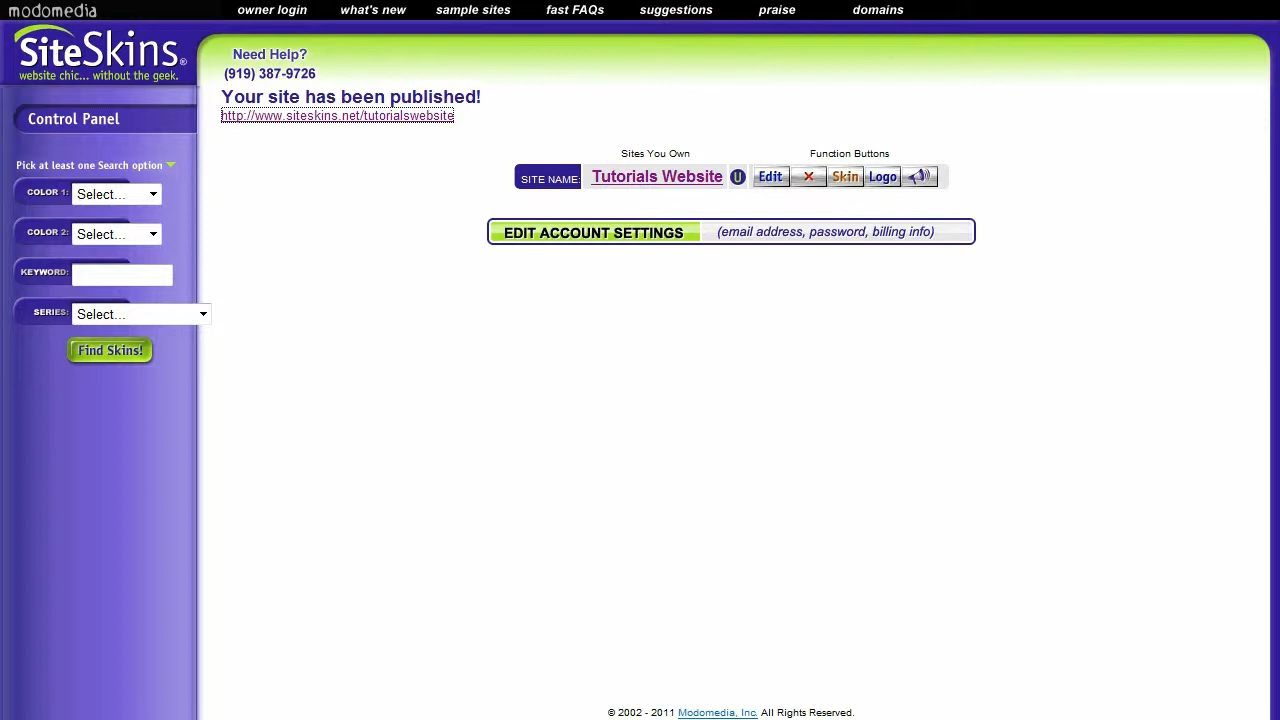 modomedia
owner login what's new sample sites fast FAQs suggestions praise domains
SiteSkins®
website chic... without the geek.
Need Help?
(919) 387-9726
Your site has been published!
http://www.siteskins.net/tutorialswebsite
Control Panel
Pick at least one Search option
COLOR 1: Select...
COLOR 2: Select...
KEYWORD:
SERIES: Select...
Find Skins!
Sites You Own Function Buttons
SITE NAME: Tutorials Website U Edit X Skin Logo
EDIT ACCOUNT SETTINGS (email address, password, billing info)
© 2002 - 2011 Modomedia, Inc. All Rights Reserved.